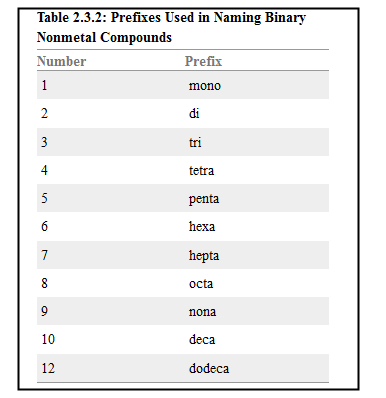 Table 2.3.2: Prefixes Used in Naming Binary
Nonmetal Compounds
Number Prefix
1 mono
2 di
3 tri
4 tetra
5 penta
6 hexa
7 hepta
8 octa
9 nona
10 deca
12 dodeca